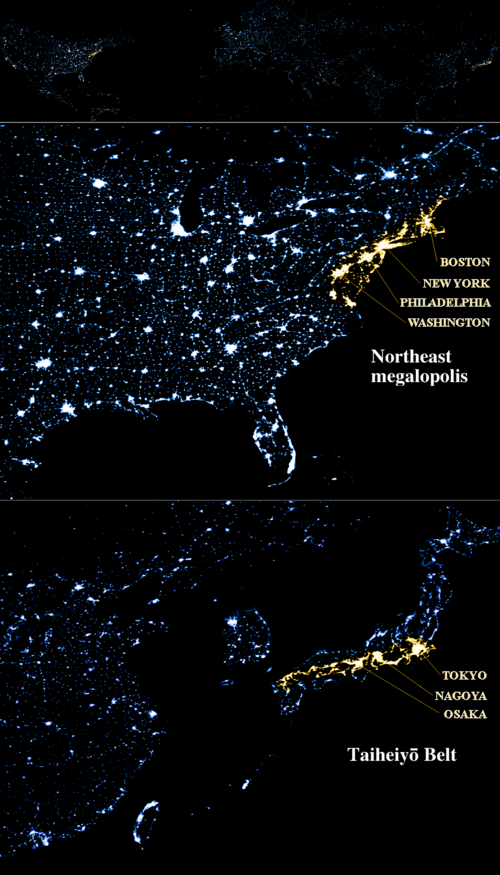 BOSTON
NEW YORK
PHILADELPHIA
WASHINGTON
Northeast
megalopolis
TOKYO
NAGOYA
OSAKA
Taiheiyō Belt